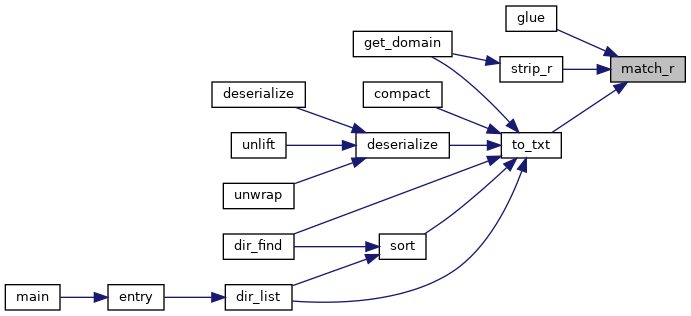 glue
get_domain
strip_r
match_r
deserialize
compact
unlift
deserialize
to_txt
unwrap
dir_find
sort
main
entry
dir_list